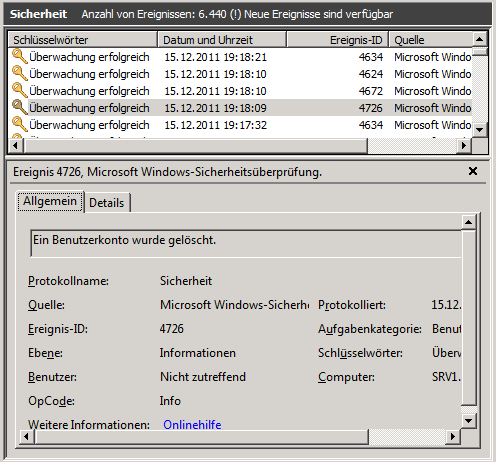 Sicherheit Anzahl von Ereignissen: 6.440 (!) Neue Ereignisse sind verfügbar
Schlüsselwörter Datum und Uhrzeit Ereignis-ID Quelle
Überwachung erfolgreich 15.12.2011 19:18:21 4634 Microsoft Windo
Überwachung erfolgreich 15.12.2011 19:18:10 4624 Microsoft Windo
Überwachung erfolgreich 15.12.2011 19:18:10 4672 Microsoft Windo
Überwachung erfolgreich 15.12.2011 19:18:09 4726 Microsoft Windo
Überwachung erfolgreich 15.12.2011 19:17:32 4634 Microsoft Windo
Ereignis 4726, Microsoft Windows-Sicherheitsüberprüfung.
Allgemein Details
Ein Benutzerkonto wurde gelöscht.
Protokollname: Sicherheit
Quelle: Microsoft Windows-Sicherhe Protokolliert: 15.12.
Ereignis-ID: 4726 Aufgabenkategorie: Benut
Ebene: Informationen Schlüsselwörter: Überw
Benutzer: Nicht zutreffend Computer: SRV1.
OpCode: Info
Weitere Informationen: Onlinehilfe